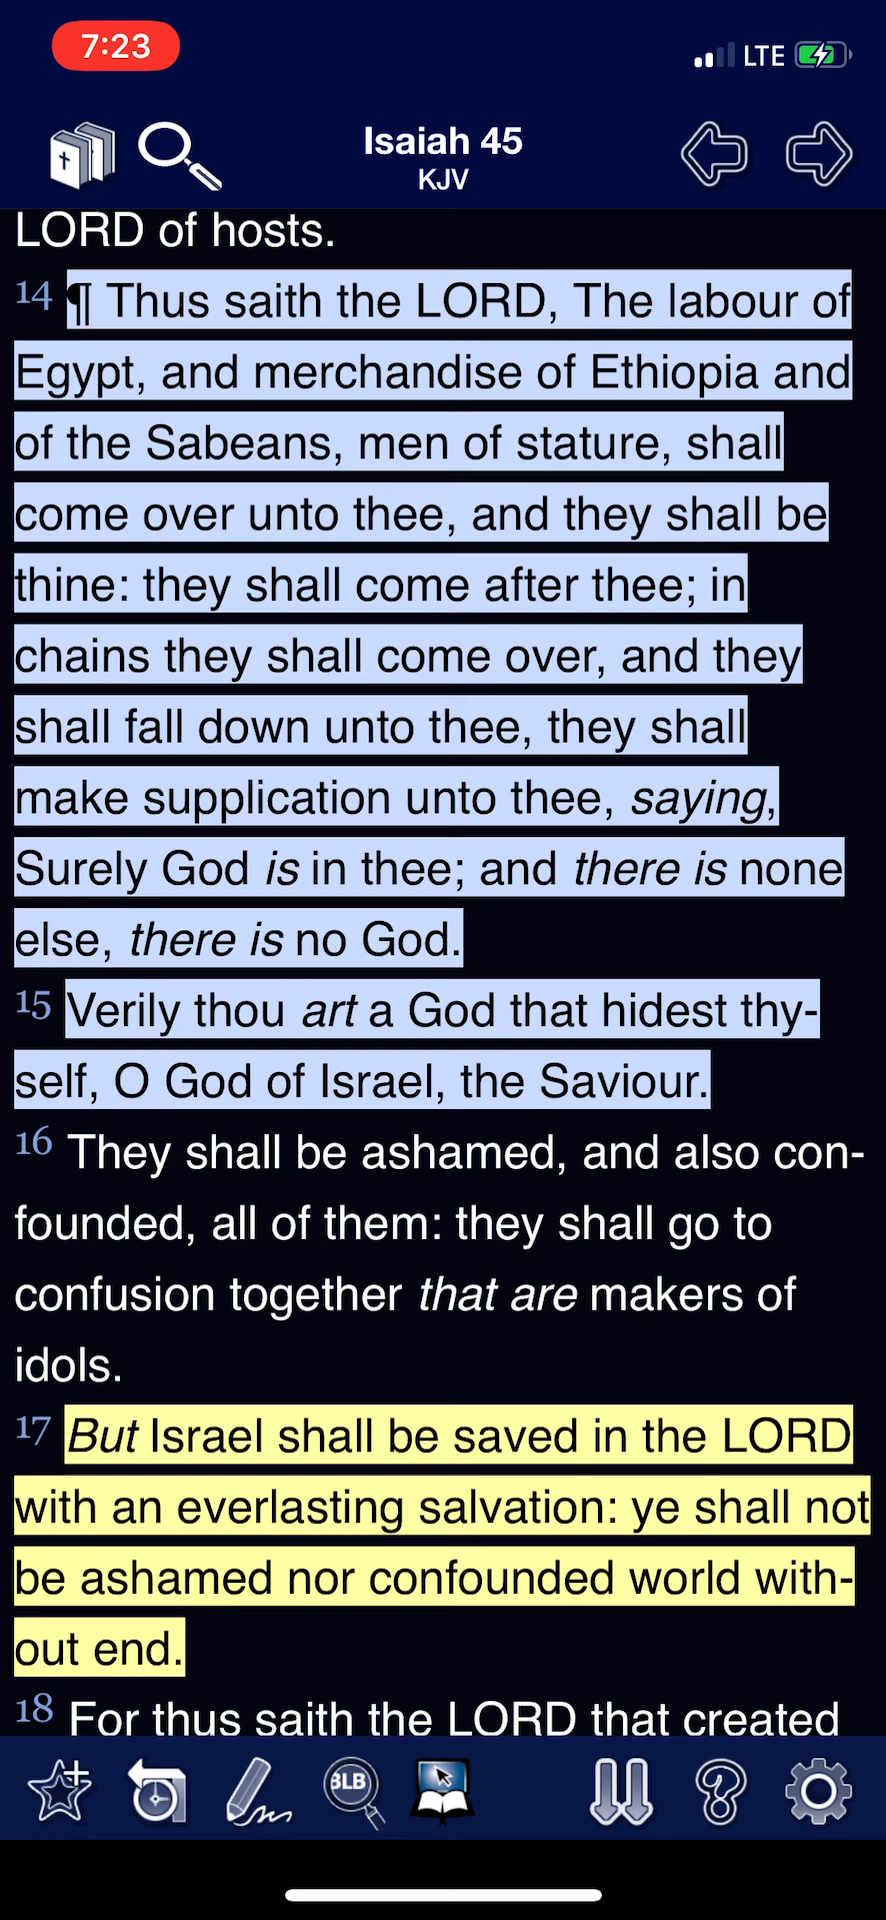 7:23
LTE
Isaiah 45
KJV
LORD of hosts.
14 ¶ Thus saith the LORD, The labour of
Egypt, and merchandise of Ethiopia and
of the Sabeans, men of stature, shall
come over unto thee, and they shall be
thine: they shall come after thee; in
chains they shall come over, and they
shall fall down unto thee, they shall
make supplication unto thee, saying,
Surely God is in thee; and there is none
else, there is no God.
15 Verily thou art a God that hidest thy-
self, O God of Israel, the Saviour.
16 They shall be ashamed, and also con-
founded, all of them: they shall go to
confusion together that are makers of
idols.
17 But Israel shall be saved in the LORD
with an everlasting salvation: ye shall not
be ashamed nor confounded world with-
out end.
18 For thus saith the LORD that created
BLB